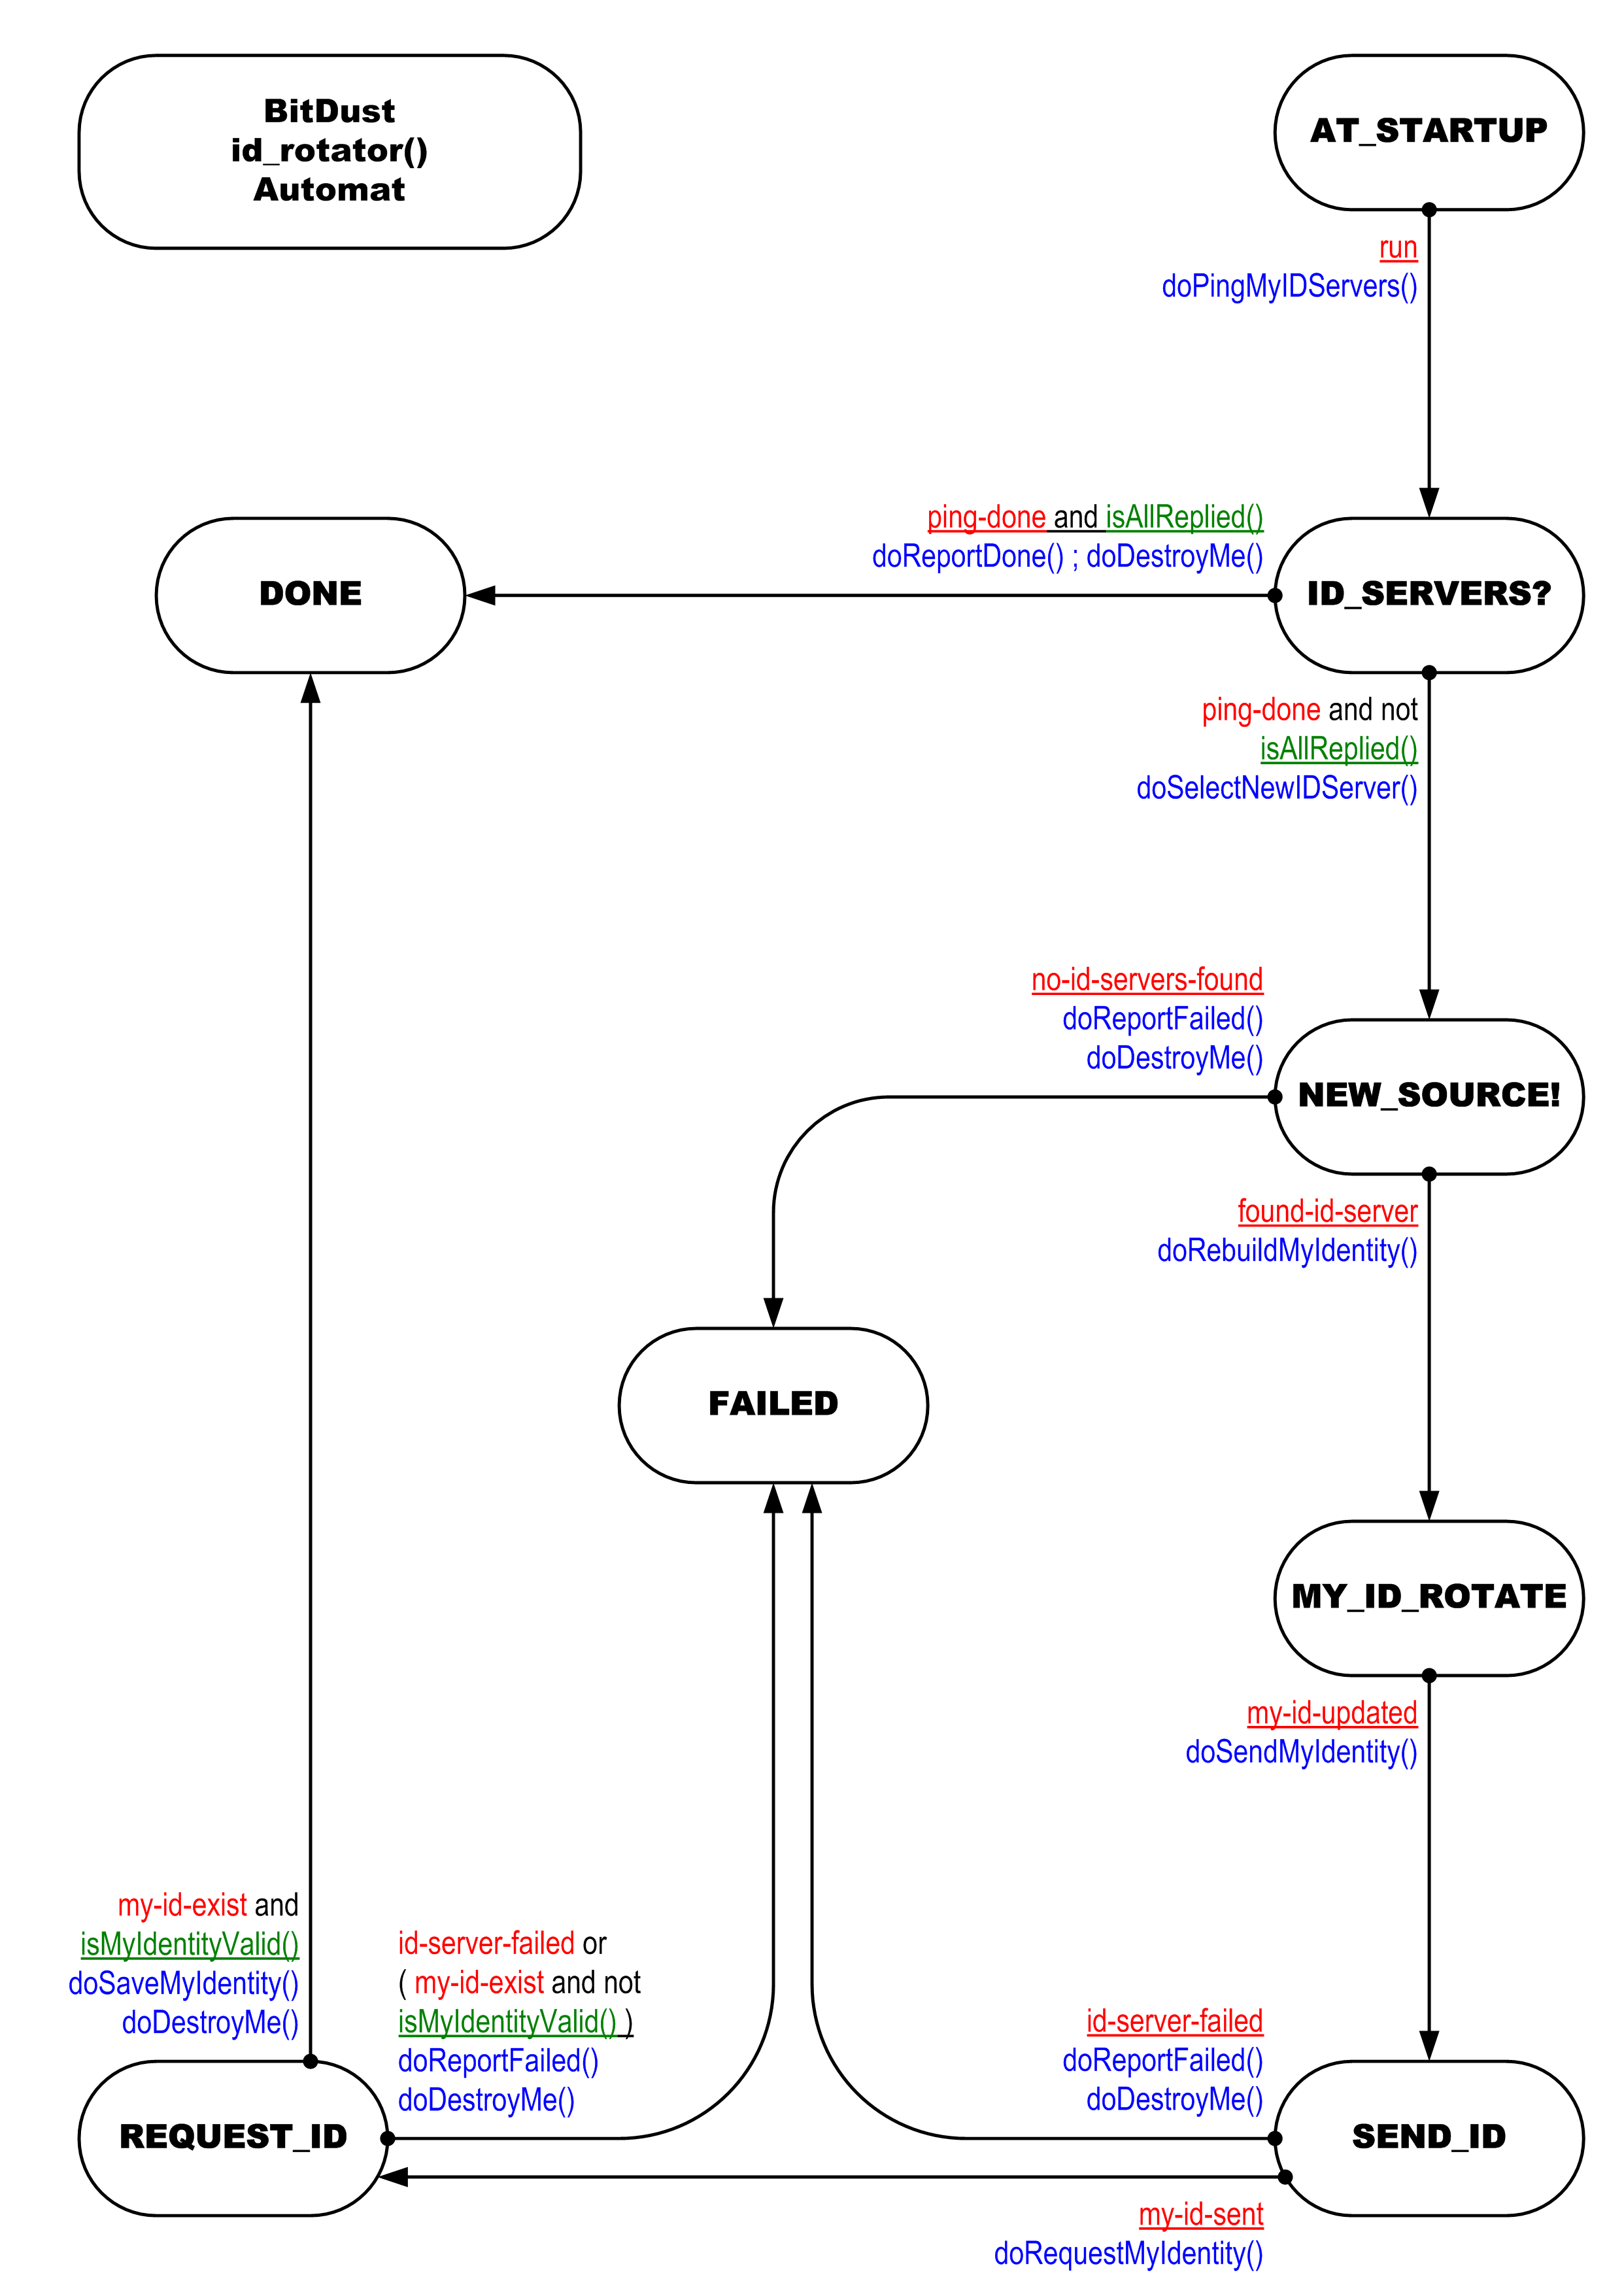 BitDust
id_rotator()
Automat
AT_STARTUP
run
doPingMyIDServers()
ping-done and isAllReplied()
doReportDone() ; doDestroyMe()
DONE
ID_SERVERS?
ping-done and not
isAllReplied()
doSelectNewIDServer()
no-id-servers-found
doReportFailed()
doDestroyMe()
NEW_SOURCE!
found-id-server
doRebuildMyIdentity()
FAILED
MY_ID_ROTATE
my-id-updated
doSendMyIdentity()
my-id-exist and
isMyIdentityValid()
doSaveMyIdentity()
doDestroyMe()
id-server-failed or
( my-id-exist and not
isMyIdentityValid() )
doReportFailed()
doDestroyMe()
id-server-failed
doReportFailed()
doDestroyMe()
REQUEST_ID
SEND_ID
my-id-sent
doRequestMyIdentity()